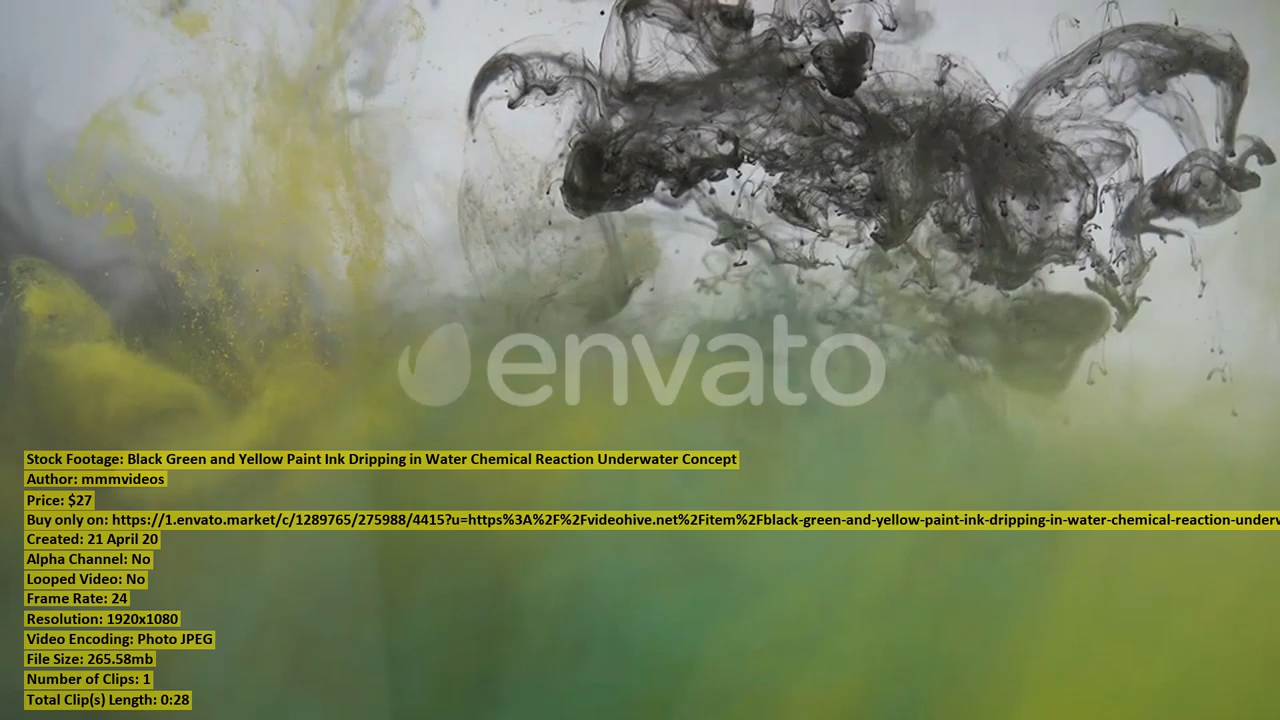 envato
Stock Footage: Black Green and Yellow Paint Ink Dripping in Water Chemical Reaction Underwater Concept
Author: mmmvideos
Price: $27
Buy only on: https://1.envato.market/c/1289765/275988/4415?u=https%3A%2F%2Fvideohive.net%2Fitem%2Fblack-green-and-yellow-paint-ink-dripping-in-water-chemical-reaction-underw
Created: 21 April 20
Alpha Channel: No
Looped Video: No
Frame Rate: 24
Resolution: 1920x1080
Video Encoding: Photo JPEG
File Size: 265.58mb
Number of Clips: 1
Total Clip(s) Length: 0:28